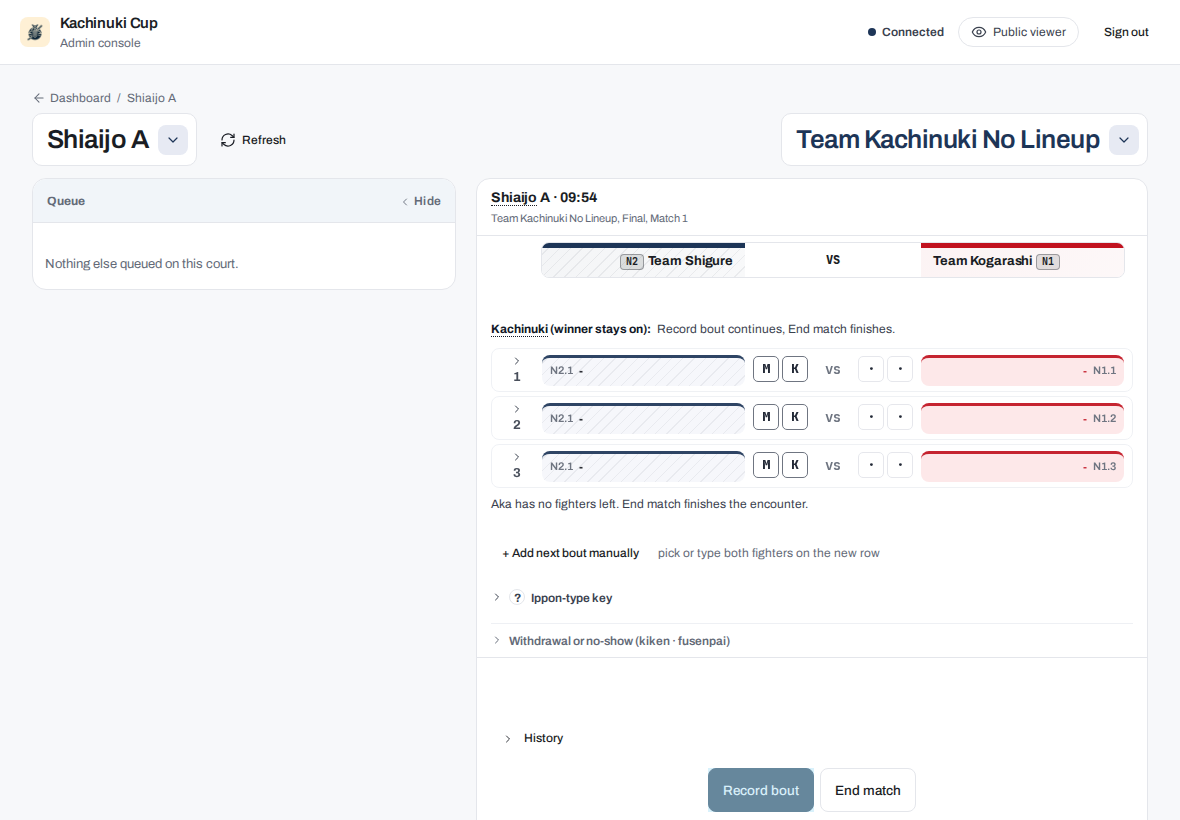 Kachinuki Cup
Admin console
Connected
Public viewer
Sign out
Dashboard / Shiaijo A
Shiaijo A
Refresh
Team Kachinuki No Lineup
Queue
Hide
Nothing else queued on this court.
Shiaijo A · 09:54
Team Kachinuki No Lineup, Final, Match 1
N2 Team Shigure VS Team Kogarashi N1
Kachinuki (winner stays on): Record bout continues, End match finishes.
1 N2.1 - M K VS • • - N1.1
2 N2.1 - M K VS • • - N1.2
3 N2.1 - M K VS • • - N1.3
Aka has no fighters left. End match finishes the encounter.
+ Add next bout manually pick or type both fighters on the new row
? Ippon-type key
Withdrawal or no-show (kiken · fusenpai)
History
Record bout
End match